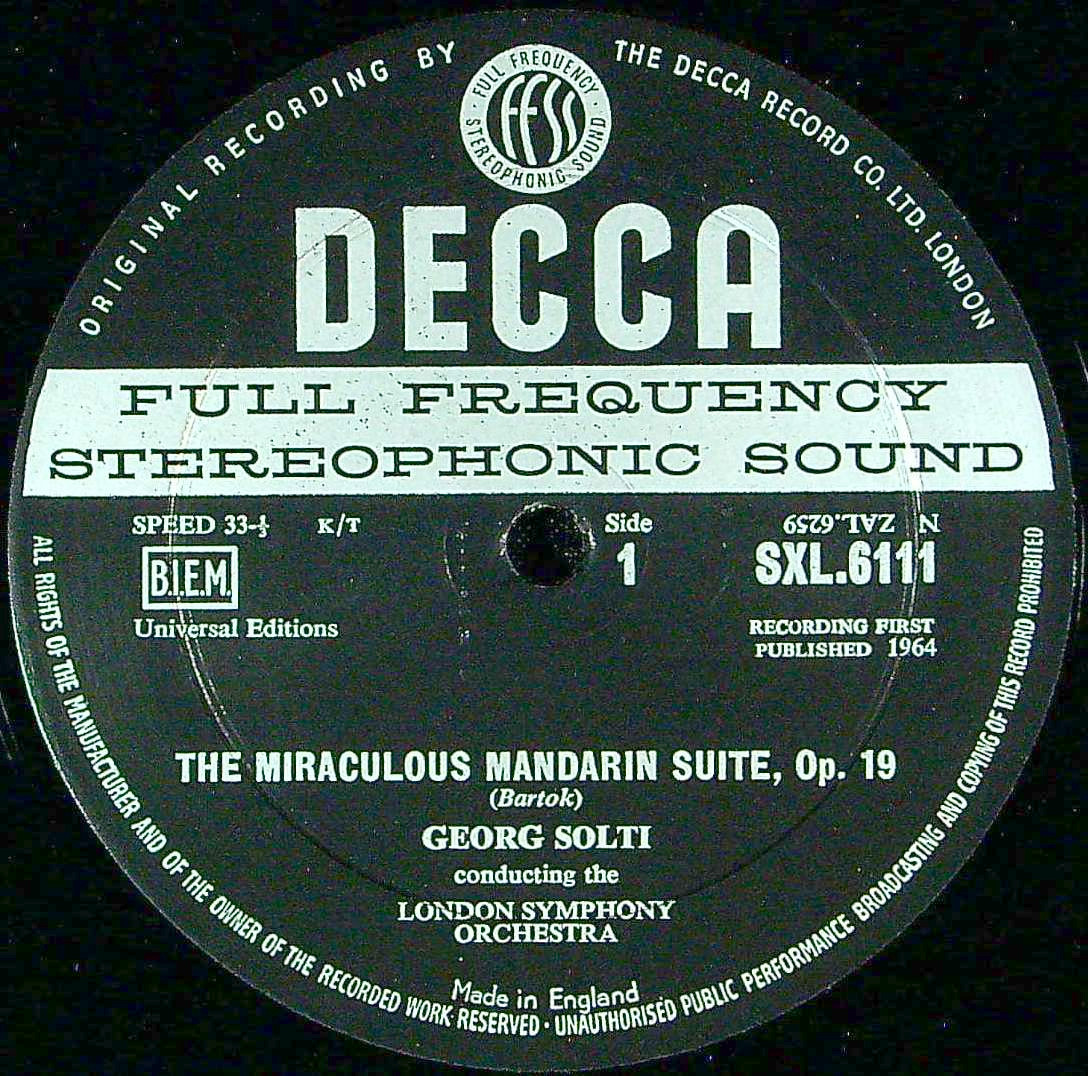 ORIGINAL RECORDING BY THE DECCA RECORD CO. LTD. LONDON
FULL FREQUENCY STEREOPHONIC SOUND
FFSS
DECCA
FULL FREQUENCY
STEREOPHONIC SOUND
SPEED 33-⅓ K/T
Side
1
ZAL.6259 N
SXL.6111
B.I.E.M.
Universal Editions
RECORDING FIRST
PUBLISHED 1964
THE MIRACULOUS MANDARIN SUITE, Op. 19
(Bartok)
GEORG SOLTI
conducting the
LONDON SYMPHONY
ORCHESTRA
Made in England
ALL RIGHTS OF THE MANUFACTURER AND OF THE OWNER OF THE RECORDED WORK RESERVED · UNAUTHORISED PUBLIC PERFORMANCE BROADCASTING AND COPYING OF THIS RECORD PROHIBITED